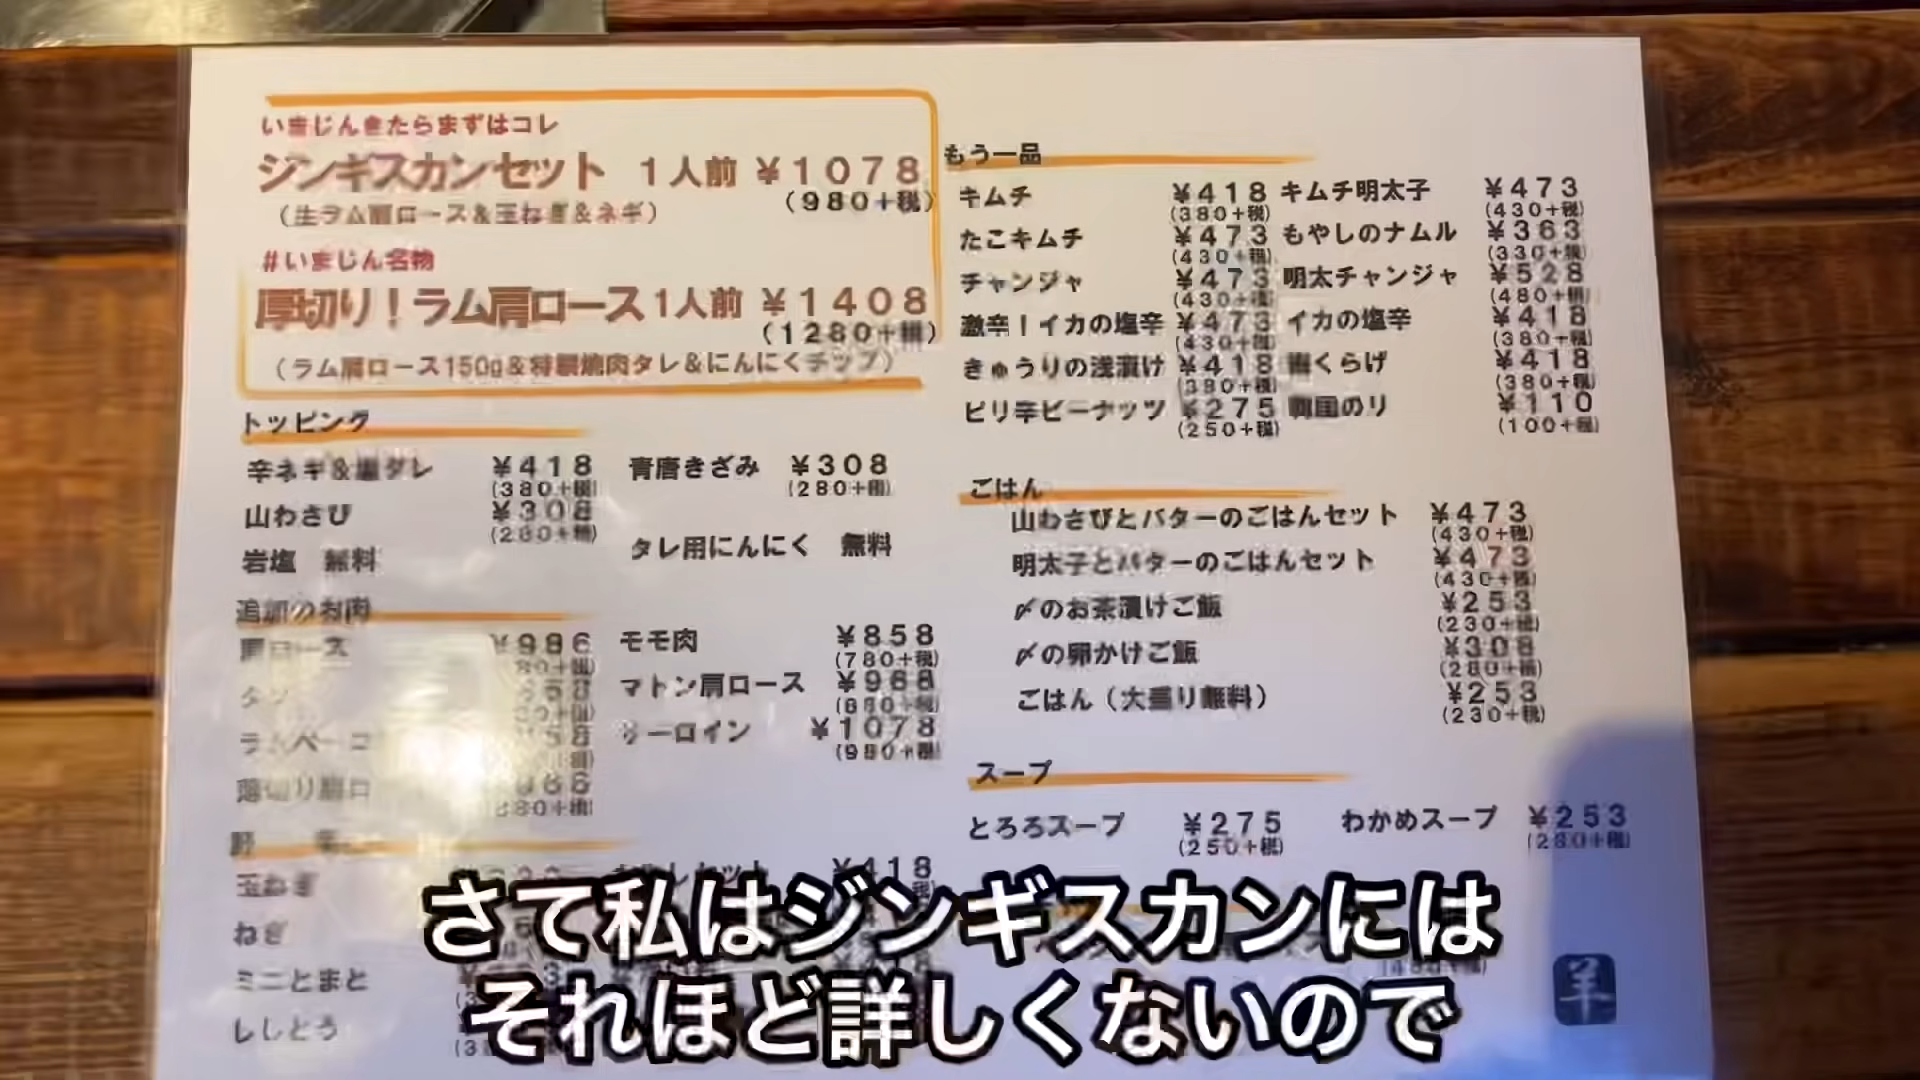 いまじんきたらまずはコレ
ジンギスカンセット 1人前 ¥1078
(980+税)
(生ラム肩ロース&玉ねぎ&ネギ)
#いまじん名物
厚切り!ラム肩ロース1人前 ¥1408
(1280+税)
(ラム肩ロース150g&特製焼肉タレ&にんにくチップ)
トッピング
辛ネギ&塩ダレ ¥418 青唐きざみ ¥308
(380+税) (280+税)
山わさび ¥308
(280+税)
岩塩 無料 タレ用にんにく 無料
追加のお肉
肩ロース モモ肉 ¥858
(780+税)
タン マトン肩ロース ¥968
(880+税)
ラムベーコ サーロイン ¥1078
(980+税)
薄切り肩ロ
(880+税)
玉ねぎ ¥418
ねぎ
ミニとまと
ししとう
もう一品
キムチ ¥418 キムチ明太子 ¥473
(380+税) (430+税)
たこキムチ ¥473 もやしのナムル ¥363
(430+税) (330+税)
チャンジャ ¥473 明太チャンジャ ¥528
(430+税) (480+税)
激辛!イカの塩辛 ¥473 イカの塩辛 ¥418
(430+税) (380+税)
きゅうりの浅漬け ¥418 くらげ ¥418
(380+税) (380+税)
ピリ辛ピーナッツ ¥275 韓国のり ¥110
(250+税) (100+税)
ごはん
山わさびとバターのごはんセット ¥473
(430+税)
明太子とバターのごはんセット ¥473
(430+税)
〆のお茶漬けご飯 ¥253
(230+税)
〆の卵かけご飯 ¥308
(280+税)
ごはん(大盛り無料) ¥253
(230+税)
スープ
とろろスープ ¥275 わかめスープ ¥253
(250+税)
羊
さて私はジンギスカンには
それほど詳しくないので